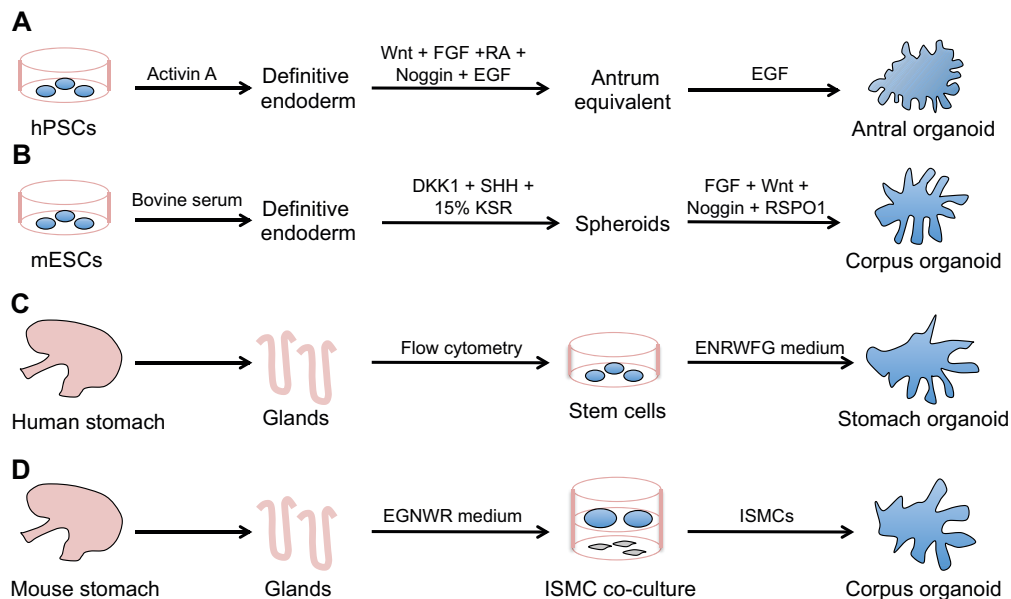 A
Activin A
Wnt + FGF +RA +
Noggin + EGF
EGF
hPSCs
Definitive
endoderm
Antrum
equivalent
Antral organoid
B
Bovine serum
DKK1 + SHH +
15% KSR
FGF + Wnt +
Noggin + RSPO1
mESCs
Definitive
endoderm
Spheroids
Corpus organoid
C
Flow cytometry
ENRWFG medium
Human stomach
Glands
Stem cells
Stomach organoid
D
EGNWR medium
ISMCs
Mouse stomach
Glands
ISMC co-culture
Corpus organoid